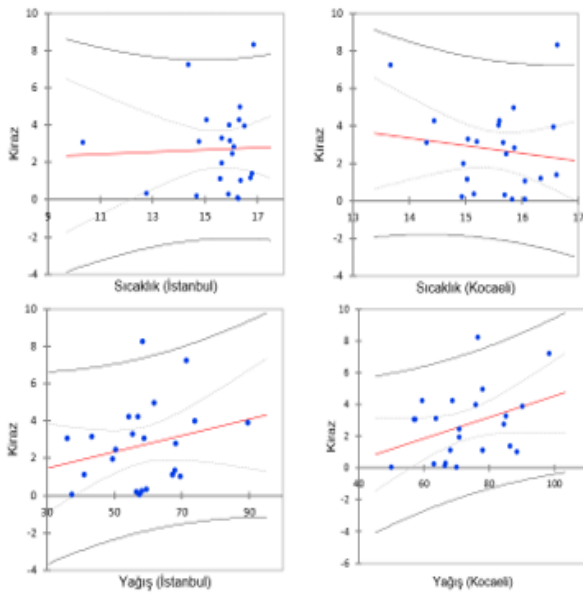 10
8
6
4
2
0
-2
-4
9 11 13 15 17
Kiraz
Sıcaklık (İstanbul)
10
8
6
4
2
0
-2
-4
13 14 15 16 17
Kiraz
Sıcaklık (Kocaeli)
10
8
6
4
2
0
-2
-4
30 50 70 90
Kiraz
Yağış (İstanbul)
10
8
6
4
2
0
-2
-4
-6
40 60 80 100
Kiraz
Yağış (Kocaeli)